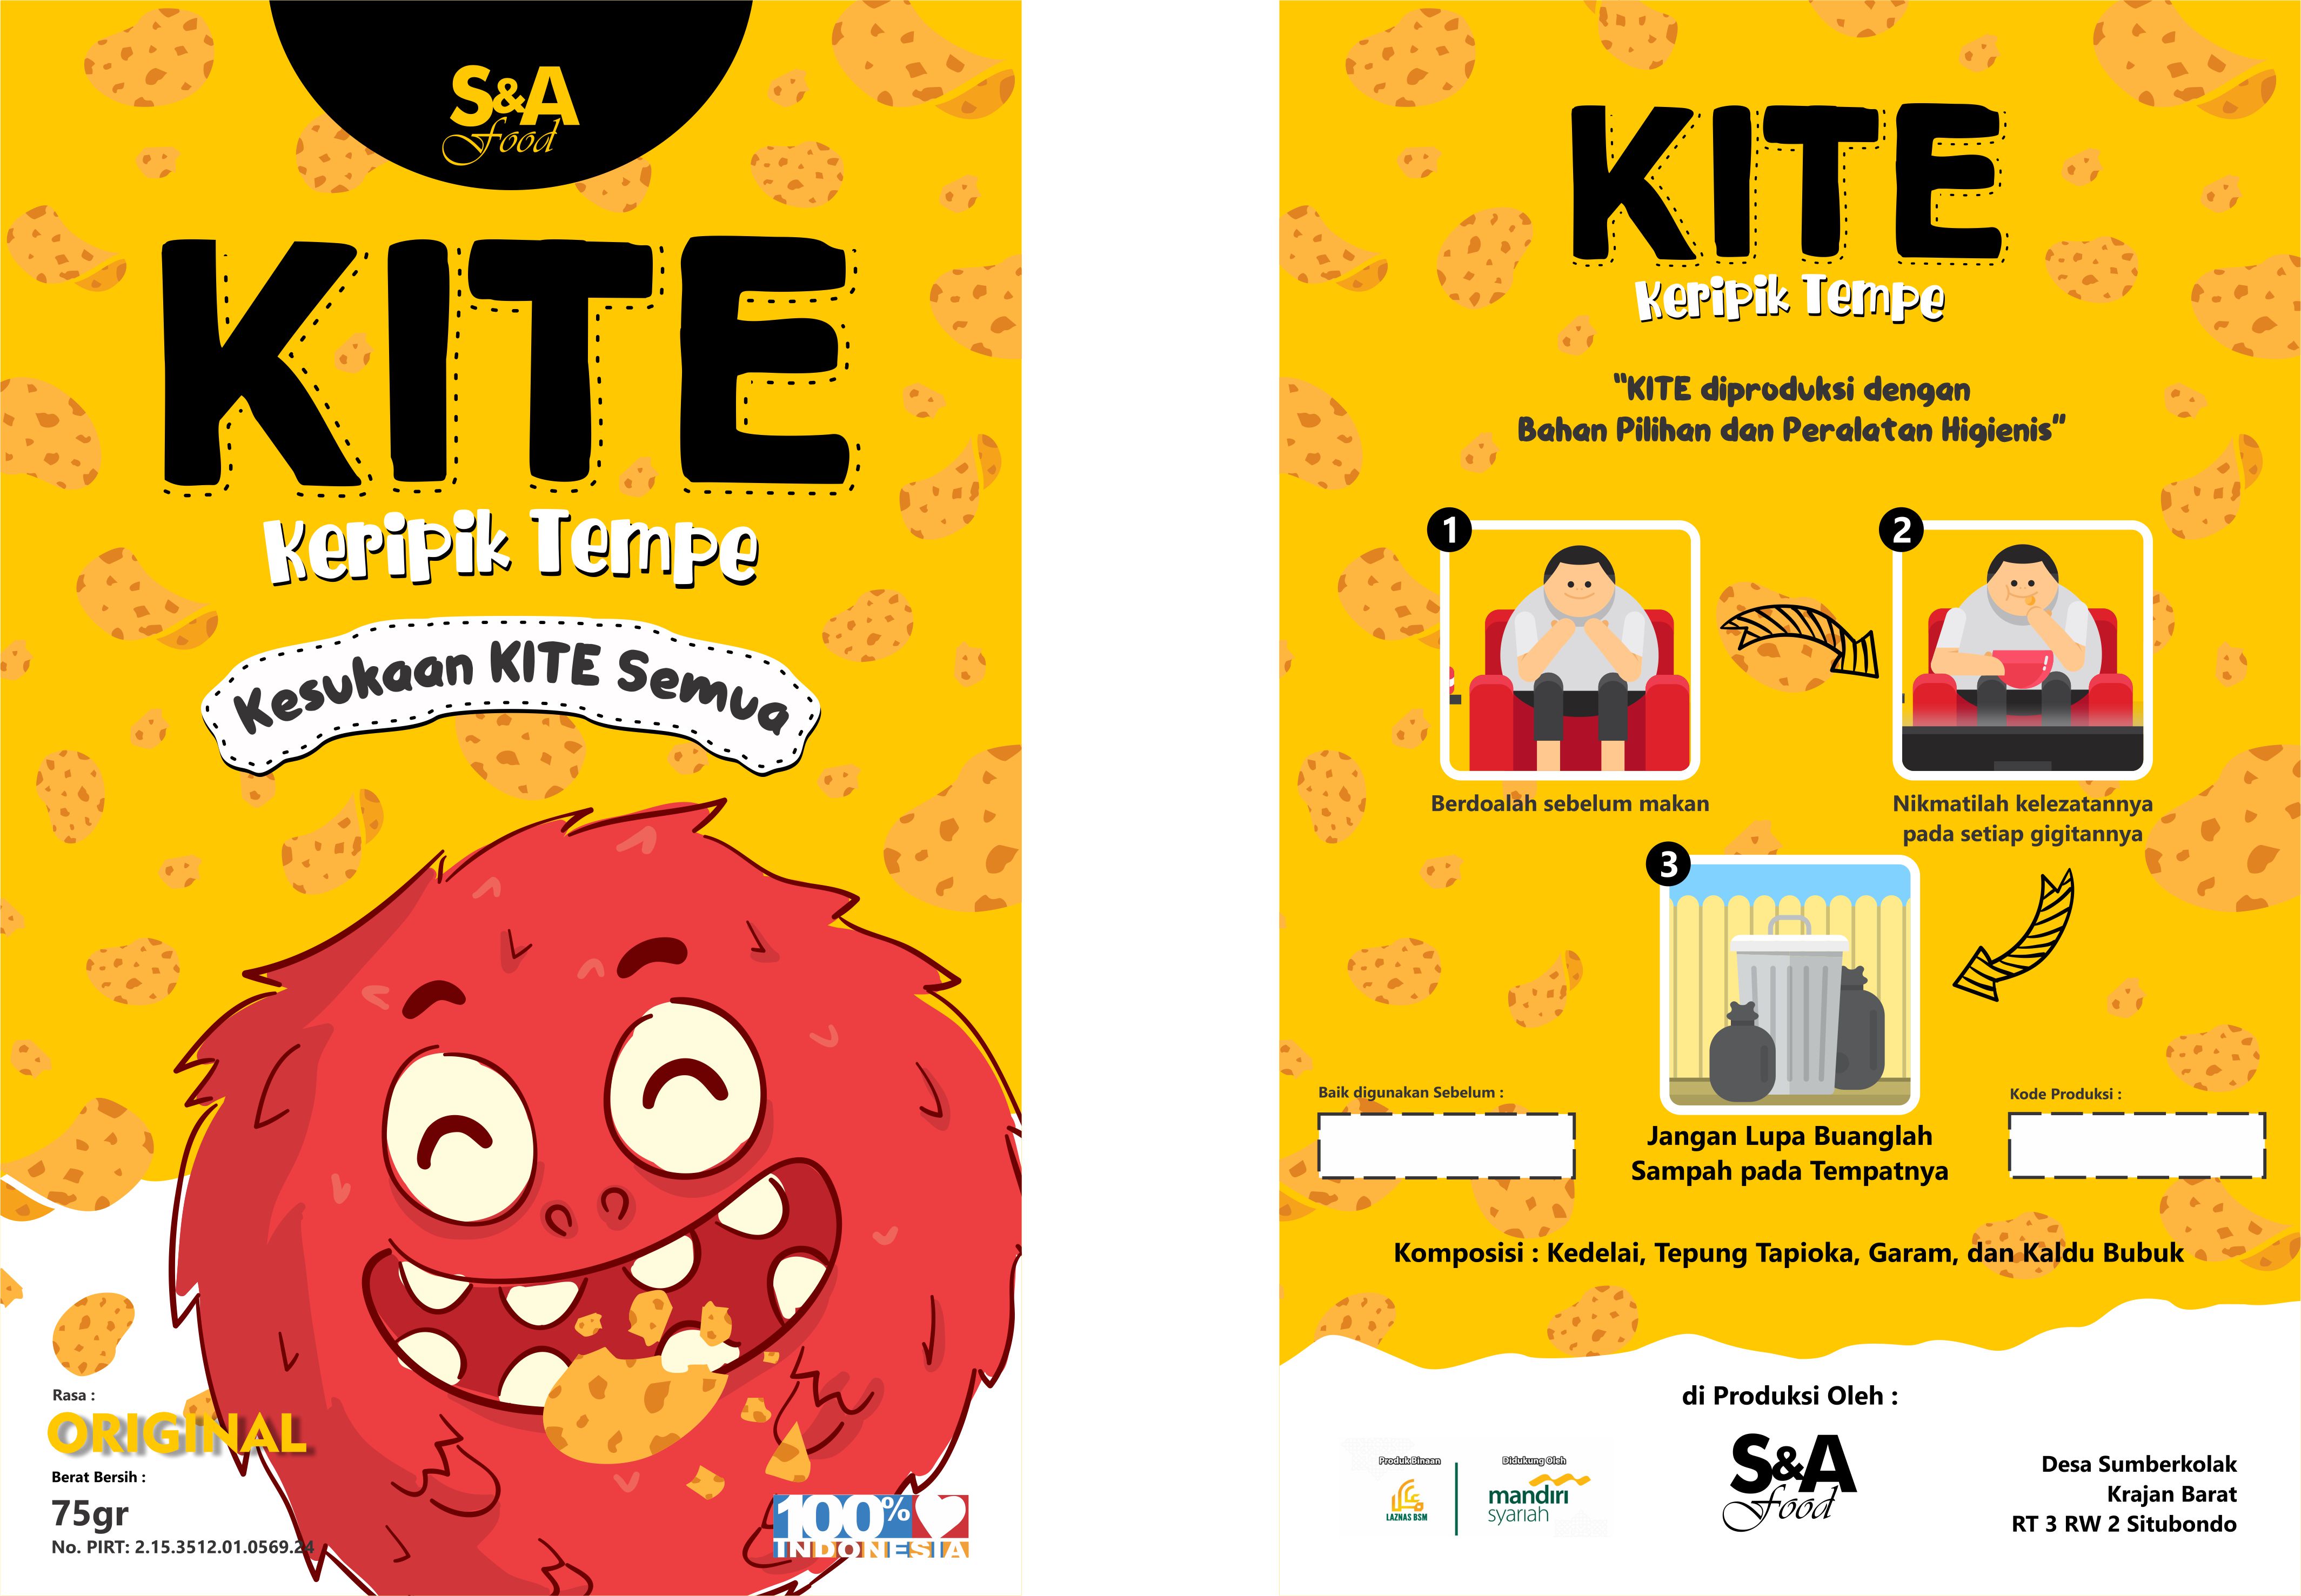 S&A
Food
KITE
Keripik Tempe
Kesukaan KITE Semua
Rasa :
ORIGINAL
Berat Bersih :
75gr
No. PIRT: 2.15.3512.01.0569.24
100%
INDONESIA
KITE
Keripik Tempe
"KITE diproduksi dengan
Bahan Pilihan dan Peralatan Higienis"
1
2
Berdoalah sebelum makan
Nikmatilah kelezatannya
pada setiap gigitannya
3
Baik digunakan Sebelum :
Kode Produksi :
Jangan Lupa Buanglah
Sampah pada Tempatnya
Komposisi : Kedelai, Tepung Tapioka, Garam, dan Kaldu Bubuk
di Produksi Oleh :
Produk Binaan
LAZNAS BSM
Didukung Oleh
mandiri
syariah
S&A
Food
Desa Sumberkolak
Krajan Barat
RT 3 RW 2 Situbondo